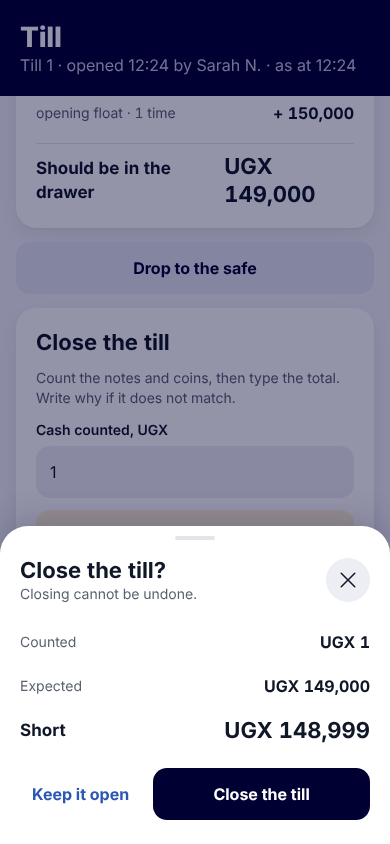 Till
Till 1 · opened 12:24 by Sarah N. · as at 12:24
opening float · 1 time
+ 150,000
Should be in the
drawer
UGX
149,000
Drop to the safe
Close the till
Count the notes and coins, then type the total.
Write why if it does not match.
Cash counted, UGX
1
Close the till?
Closing cannot be undone.
Counted
UGX 1
Expected
UGX 149,000
Short
UGX 148,999
Keep it open
Close the till